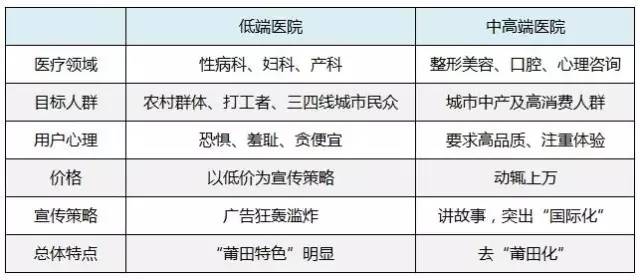 低端医院 中高端医院
医疗领域 性病科、妇科、产科 整形美容、口腔、心理咨询
目标人群 农村群体、打工者、三四线城市民众 城市中产及高消费人群
用户心理 恐惧、羞耻、贪便宜 要求高品质、注重体验
价格 以低价为宣传策略 动辄上万
宣传策略 广告狂轰滥炸 讲故事，突出“国际化”
总体特点 “莆田特色”明显 去“莆田化”